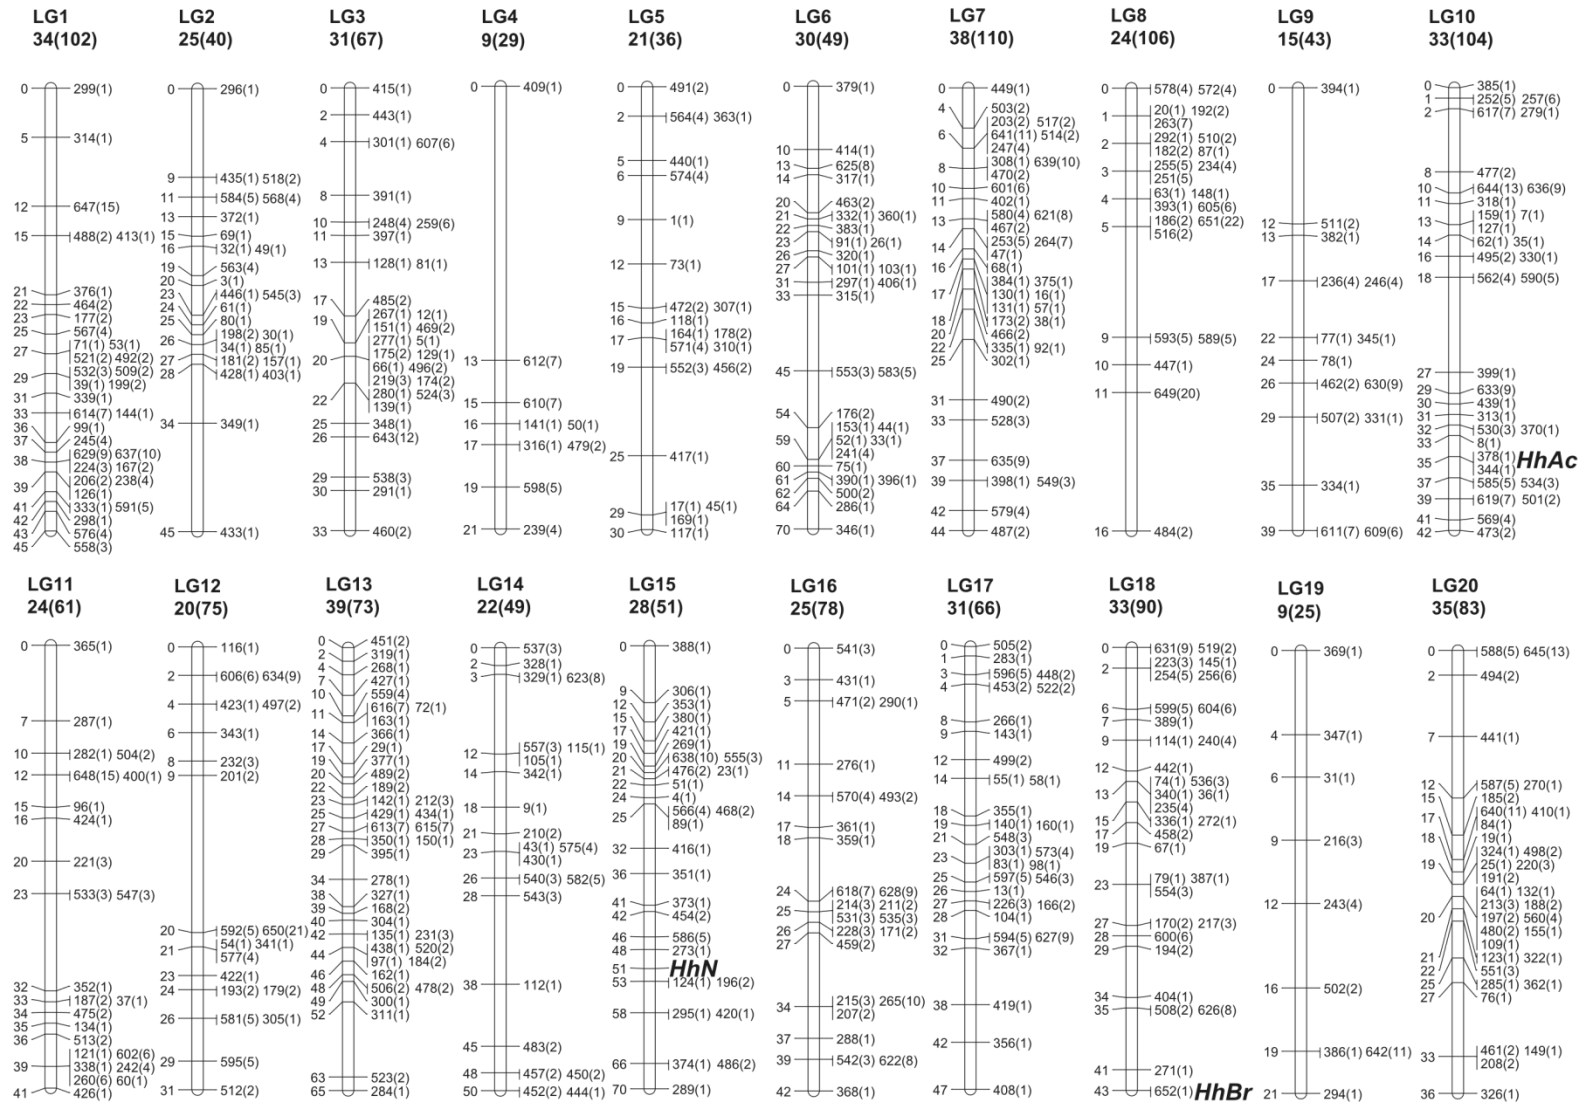 LG1
34(102)
0 299(1)
5 314(1)
12 647(15)
15 488(2) 413(1)
21 376(1)
22 464(2)
23 177(2)
25 567(4)
27 71(1) 53(1)
521(2) 492(2)
29 532(3) 509(2)
39(1) 199(2)
31 339(1)
33 614(7) 144(1)
36 99(1)
37 245(4)
38 629(9) 637(10)
224(3) 167(2)
39 206(2) 238(4)
126(1)
41 333(1) 591(5)
42 298(1)
43 576(4)
45 558(3)
LG2
25(40)
0 296(1)
9 435(1) 518(2)
11 584(5) 568(4)
13 372(1)
15 69(1)
16 32(1) 49(1)
19 563(4)
20 3(1)
23 446(1) 545(3)
24 61(1)
25 80(1)
26 198(2) 30(1)
34(1) 85(1)
27 181(2) 157(1)
28 428(1) 403(1)
34 349(1)
45 433(1)
LG3
31(67)
0 415(1)
2 443(1)
4 301(1) 607(6)
8 391(1)
10 248(4) 259(6)
11 397(1)
13 128(1) 81(1)
17 485(2)
19 267(1) 12(1)
151(1) 469(2)
277(1) 5(1)
20 175(2) 129(1)
66(1) 496(2)
219(3) 174(2)
22 280(1) 524(3)
139(1)
25 348(1)
26 643(12)
29 538(3)
30 291(1)
33 460(2)
LG4
9(29)
0 409(1)
13 612(7)
15 610(7)
16 141(1) 50(1)
17 316(1) 479(2)
19 598(5)
21 239(4)
LG5
21(36)
0 491(2)
2 564(4) 363(1)
5 440(1)
6 574(4)
9 1(1)
12 73(1)
15 472(2) 307(1)
16 118(1)
17 164(1) 178(2)
571(4) 310(1)
19 552(3) 456(2)
25 417(1)
29 17(1) 45(1)
169(1)
30 117(1)
LG6
30(49)
0 379(1)
10 414(1)
13 625(8)
14 317(1)
20 463(2)
21 332(1) 360(1)
22 383(1)
23 91(1) 26(1)
26 320(1)
27 101(1) 103(1)
31 297(1) 406(1)
33 315(1)
45 553(3) 583(5)
54 176(2)
59 153(1) 44(1)
52(1) 33(1)
241(4)
60 75(1)
61 390(1) 396(1)
62 500(2)
64 286(1)
70 346(1)
LG7
38(110)
0 449(1)
4 503(2)
203(2) 517(2)
6 641(11) 514(2)
247(4)
8 308(1) 639(10)
470(2)
10 601(6)
11 402(1)
13 580(4) 621(8)
467(2)
14 253(5) 264(7)
47(1)
16 68(1)
384(1) 375(1)
17 130(1) 16(1)
131(1) 57(1)
18 173(2) 38(1)
20 466(2)
22 335(1) 92(1)
25 302(1)
31 490(2)
33 528(3)
37 635(9)
39 398(1) 549(3)
42 579(4)
44 487(2)
LG8
24(106)
0 578(4) 572(4)
1 20(1) 192(2)
263(7)
2 292(1) 510(2)
182(2) 87(1)
3 255(5) 234(4)
251(5)
4 63(1) 148(1)
393(1) 605(6)
5 186(2) 651(22)
516(2)
9 593(5) 589(5)
10 447(1)
11 649(20)
16 484(2)
LG9
15(43)
0 394(1)
12 511(2)
13 382(1)
17 236(4) 246(4)
22 77(1) 345(1)
24 78(1)
26 462(2) 630(9)
29 507(2) 331(1)
35 334(1)
39 611(7) 609(6)
LG10
33(104)
0 385(1)
1 252(5) 257(6)
2 617(7) 279(1)
8 477(2)
10 644(13) 636(9)
11 318(1)
13 159(1) 7(1)
127(1)
14 62(1) 35(1)
16 495(2) 330(1)
18 562(4) 590(5)
27 399(1)
29 633(9)
30 439(1)
31 313(1)
32 530(3) 370(1)
33 8(1)
35 378(1) HhAc
344(1)
37 585(5) 534(3)
39 619(7) 501(2)
41 569(4)
42 473(2)
LG11
24(61)
0 365(1)
7 287(1)
10 282(1) 504(2)
12 648(15) 400(1)
15 96(1)
16 424(1)
20 221(3)
23 533(3) 547(3)
32 352(1)
33 187(2) 37(1)
34 475(2)
35 134(1)
36 513(2)
39 121(1) 602(6)
338(1) 242(4)
260(6) 60(1)
41 426(1)
LG12
20(75)
0 116(1)
2 606(6) 634(9)
4 423(1) 497(2)
6 343(1)
8 232(3)
9 201(2)
20 592(5) 650(21)
21 54(1) 341(1)
577(4)
23 422(1)
24 193(2) 179(2)
26 581(5) 305(1)
29 595(5)
31 512(2)
LG13
39(73)
0 451(2)
2 319(1)
4 268(1)
7 427(1)
10 559(4)
11 616(7) 72(1)
163(1)
14 366(1)
17 29(1)
19 377(1)
20 489(2)
22 189(2)
23 142(1) 212(3)
25 429(1) 434(1)
27 613(7) 615(7)
28 350(1) 150(1)
29 395(1)
34 278(1)
38 327(1)
39 168(2)
40 304(1)
42 135(1) 231(3)
44 438(1) 520(2)
97(1) 184(2)
46 162(1)
48 506(2) 478(2)
49 300(1)
52 311(1)
63 523(2)
65 284(1)
LG14
22(49)
0 537(3)
2 328(1)
3 329(1) 623(8)
12 557(3) 115(1)
105(1)
14 342(1)
18 9(1)
21 210(2)
23 43(1) 575(4)
430(1)
26 540(3) 582(5)
28 543(3)
38 112(1)
45 483(2)
48 457(2) 450(2)
50 452(2) 444(1)
LG15
28(51)
0 388(1)
9 306(1)
12 353(1)
15 380(1)
17 421(1)
19 269(1)
20 638(10) 555(3)
21 476(2) 23(1)
22 51(1)
24 4(1)
25 566(4) 468(2)
89(1)
32 416(1)
36 351(1)
41 373(1)
42 454(2)
46 586(5)
48 273(1)
51 HhN
53 124(1) 196(2)
58 295(1) 420(1)
66 374(1) 486(2)
70 289(1)
LG16
25(78)
0 541(3)
3 431(1)
5 471(2) 290(1)
11 276(1)
14 570(4) 493(2)
17 361(1)
18 359(1)
24 618(7) 628(9)
25 214(3) 211(2)
531(3) 535(3)
26 228(3) 171(2)
27 459(2)
34 215(3) 265(10)
207(2)
37 288(1)
39 542(3) 622(8)
42 368(1)
LG17
31(66)
0 505(2)
1 283(1)
3 596(5) 448(2)
4 453(2) 522(2)
8 266(1)
9 143(1)
12 499(2)
14 55(1) 58(1)
18 355(1)
19 140(1) 160(1)
21 548(3)
23 303(1) 573(4)
83(1) 98(1)
25 597(5) 546(3)
26 13(1)
27 226(3) 166(2)
28 104(1)
31 594(5) 627(9)
32 367(1)
38 419(1)
42 356(1)
47 408(1)
LG18
33(90)
0 631(9) 519(2)
2 223(3) 145(1)
254(5) 256(6)
6 599(5) 604(6)
7 389(1)
9 114(1) 240(4)
12 442(1)
13 74(1) 536(3)
340(1) 36(1)
235(4)
15 336(1) 272(1)
17 458(2)
19 67(1)
23 79(1) 387(1)
554(3)
27 170(2) 217(3)
28 600(6)
29 194(2)
34 404(1)
35 508(2) 626(8)
41 271(1)
43 652(1) HhBr
LG19
9(25)
0 369(1)
4 347(1)
6 31(1)
9 216(3)
12 243(4)
16 502(2)
19 386(1) 642(11)
21 294(1)
LG20
35(83)
0 588(5) 645(13)
2 494(2)
7 441(1)
12 587(5) 270(1)
15 185(2)
17 640(11) 410(1)
84(1)
18 19(1)
324(1) 498(2)
19 25(1) 220(3)
191(2)
64(1) 132(1)
213(3) 188(2)
20 197(2) 560(4)
480(2) 155(1)
109(1)
21 123(1) 322(1)
22 551(3)
25 285(1) 362(1)
27 76(1)
33 461(2) 149(1)
208(2)
36 326(1)